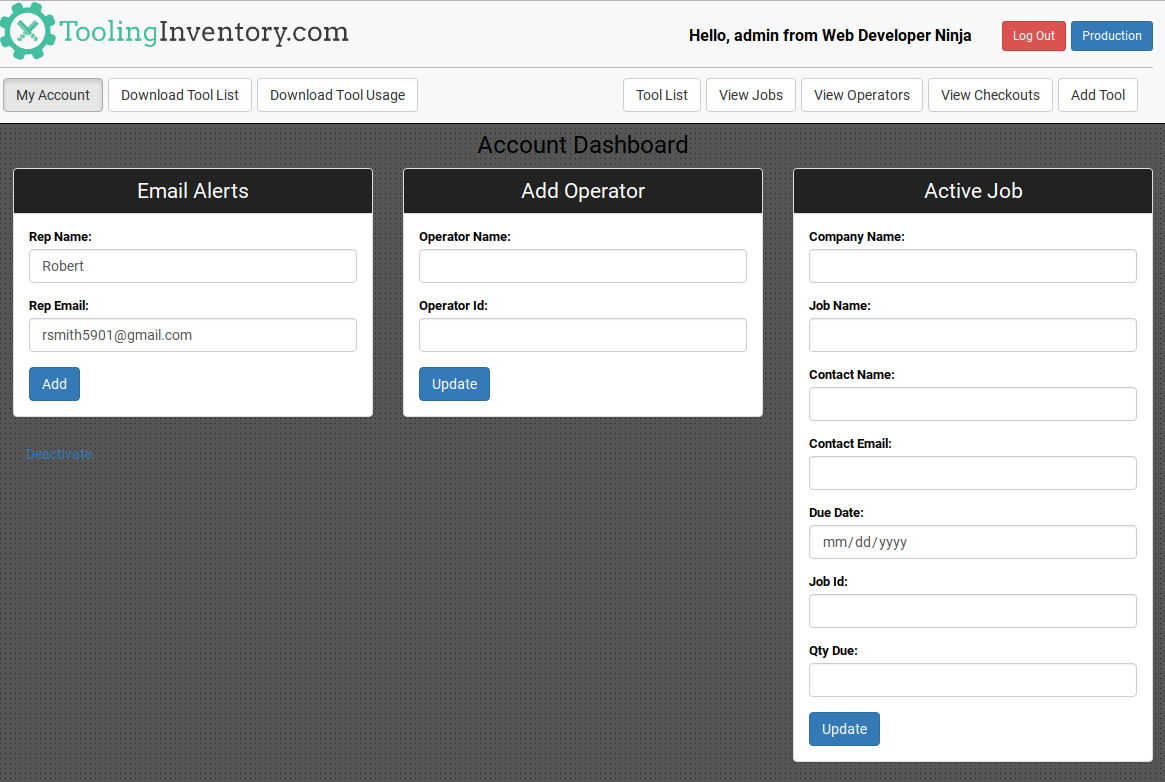 ToolingInventory.com
Hello, admin from Web Developer Ninja
Log Out
Production
My Account
Download Tool List
Download Tool Usage
Tool List
View Jobs
View Operators
View Checkouts
Add Tool
Account Dashboard
Email Alerts
Rep Name:
Robert
Rep Email:
rsmith5901@gmail.com
Add
Deactivate
Add Operator
Operator Name:
Operator Id:
Update
Active Job
Company Name:
Job Name:
Contact Name:
Contact Email:
Due Date:
mm/dd/yyyy
Job Id:
Qty Due:
Update